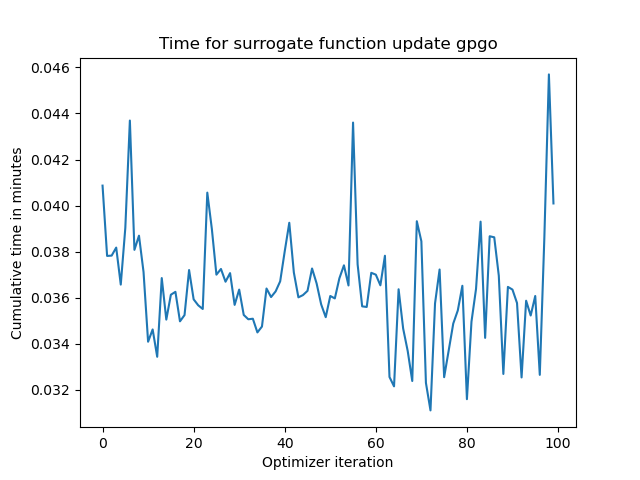 Time for surrogate function update gpgo
0.046
0.044
0.042
0.040
0.038
0.036
0.034
0.032
Cumulative time in minutes
0 20 40 60 80 100
Optimizer iteration